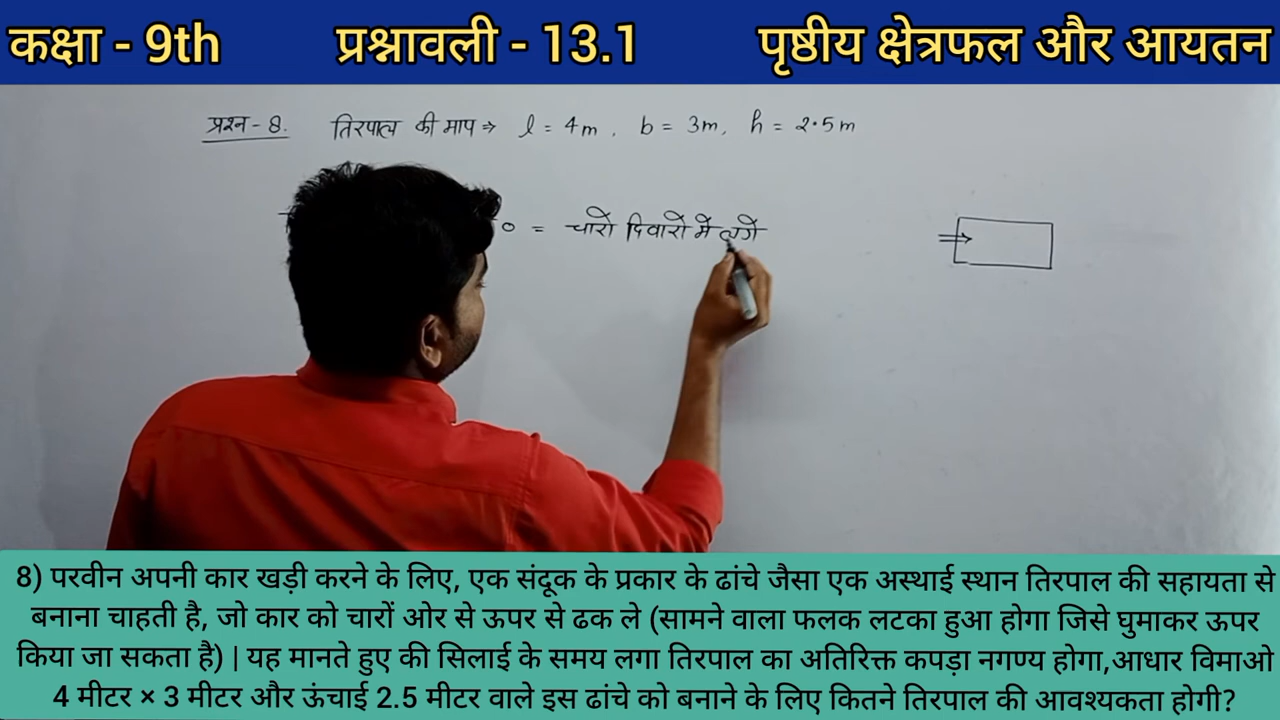 कक्षा - 9th प्रश्नावली - 13.1 पृष्ठीय क्षेत्रफल और आयतन
प्रश्न - 8. तिरपाल की माप ⇒ l = 4m, b = 3m, h = 2.5m
० = चारो दिवारो में लगे
8) परवीन अपनी कार खड़ी करने के लिए, एक संदूक के प्रकार के ढांचे जैसा एक अस्थाई स्थान तिरपाल की सहायता से
बनाना चाहती है, जो कार को चारों ओर से ऊपर से ढक ले (सामने वाला फलक लटका हुआ होगा जिसे घुमाकर ऊपर
किया जा सकता है) | यह मानते हुए की सिलाई के समय लगा तिरपाल का अतिरिक्त कपड़ा नगण्य होगा,आधार विमाओ
4 मीटर × 3 मीटर और ऊंचाई 2.5 मीटर वाले इस ढांचे को बनाने के लिए कितने तिरपाल की आवश्यकता होगी?